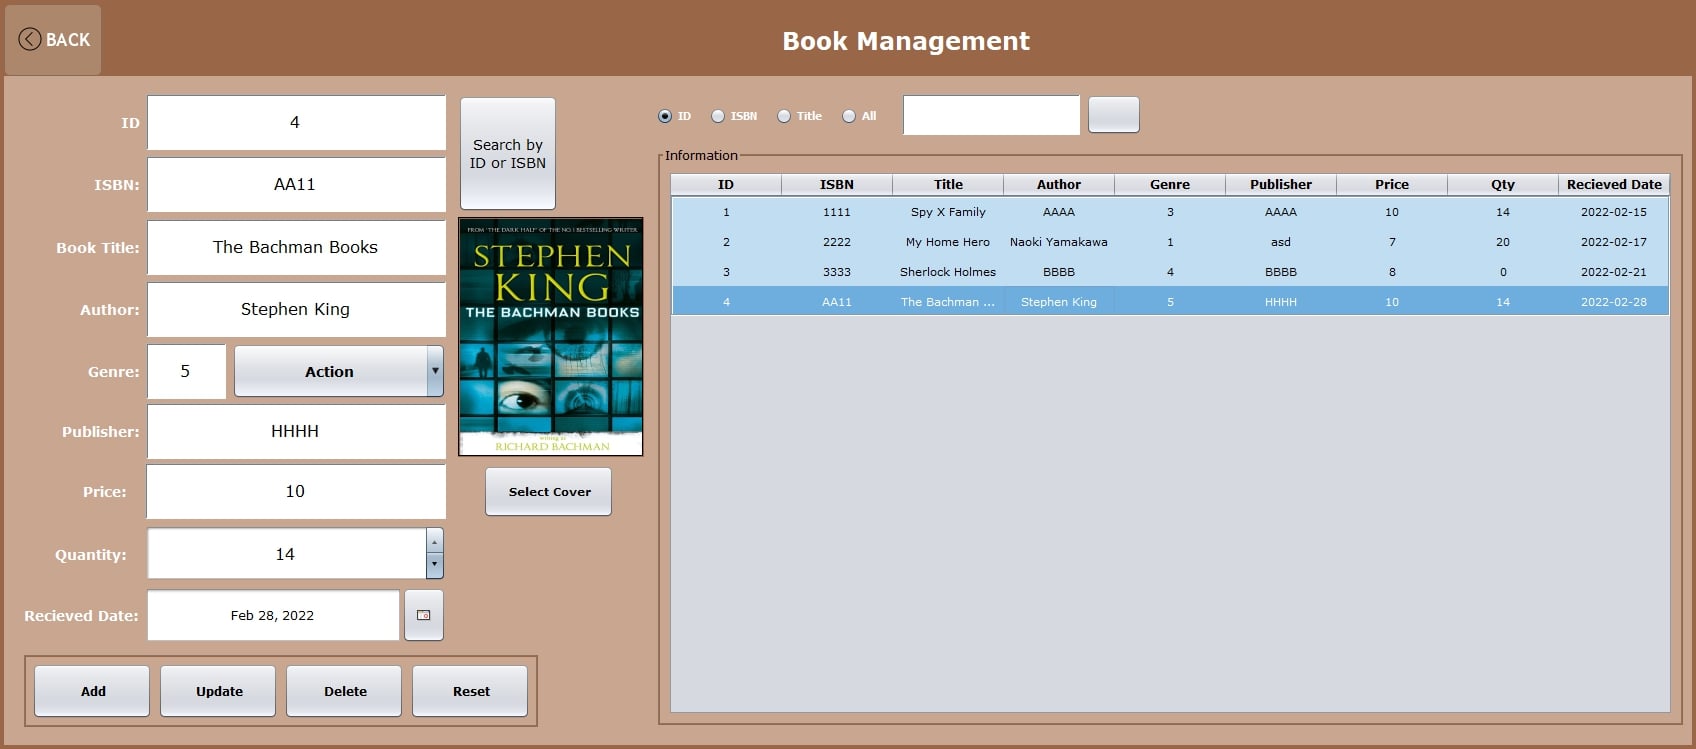 BACK
Book Management
ID
4
Search by
ID or ISBN
ISBN:
AA11
Book Title:
The Bachman Books
Author:
Stephen King
Genre:
5
Action
Publisher:
HHHH
Price:
10
Quantity:
14
Recieved Date:
Feb 28, 2022
FROM 'THE DARK HALF' OF THE NO.1 BESTSELLING WRITER
STEPHEN
KING
THE BACHMAN BOOKS
writing as
RICHARD BACHMAN
Select Cover
Add Update Delete Reset
ID ISBN Title All
Information
ID ISBN Title Author Genre Publisher Price Qty Recieved Date
1 1111 Spy X Family AAAA 3 AAAA 10 14 2022-02-15
2 2222 My Home Hero Naoki Yamakawa 1 asd 7 20 2022-02-17
3 3333 Sherlock Holmes BBBB 4 BBBB 8 0 2022-02-21
4 AA11 The Bachman ... Stephen King 5 HHHH 10 14 2022-02-28